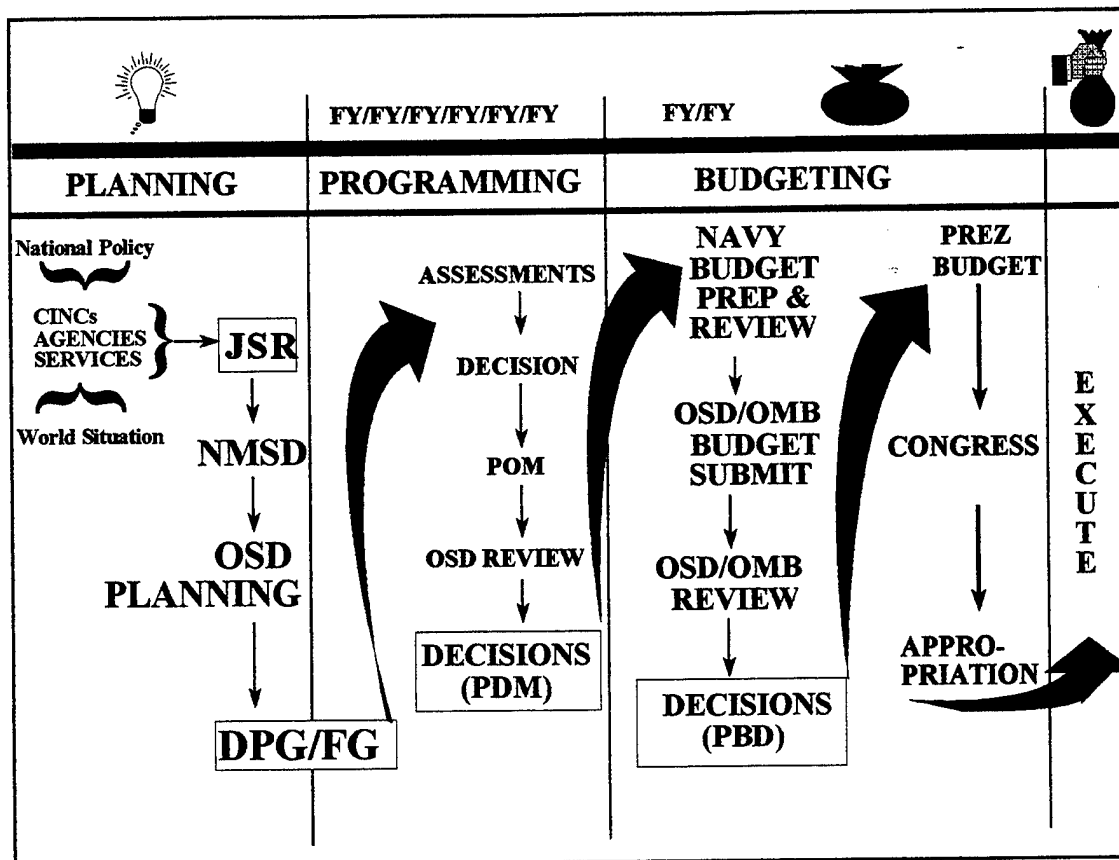 FY/FY/FY/FY/FY/FY
FY/FY
PLANNING
PROGRAMMING
BUDGETING
National Policy
CINCs
AGENCIES
SERVICES
World Situation
JSR
NMSD
OSD
PLANNING
DPG/FG
ASSESSMENTS
DECISION
POM
OSD REVIEW
DECISIONS
(PDM)
NAVY
BUDGET
PREP &
REVIEW
OSD/OMB
BUDGET
SUBMIT
OSD/OMB
REVIEW
DECISIONS
(PBD)
PREZ
BUDGET
CONGRESS
APPRO-
PRIATION
EXECUTE